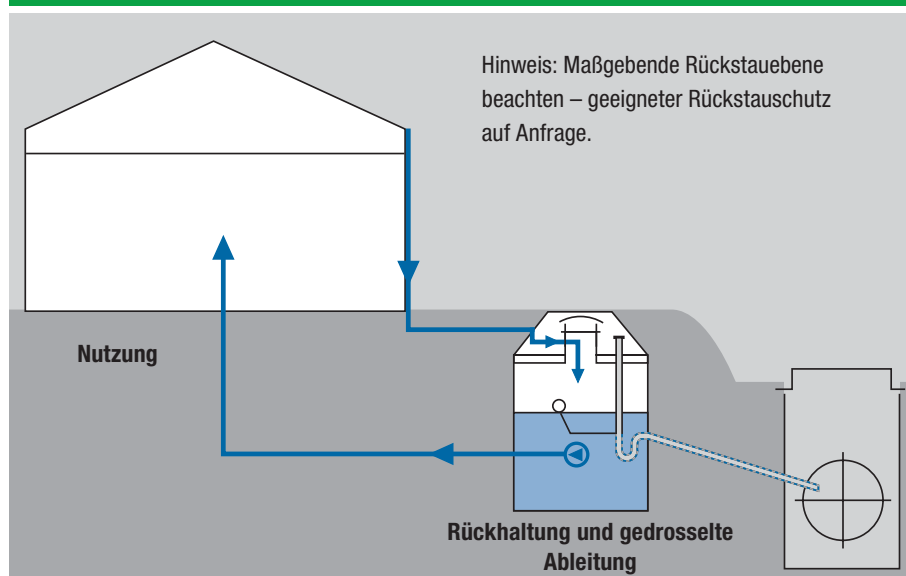 Hinweis: Maßgebende Rückstauebene
beachten – geeigneter Rückstauschutz
auf Anfrage.
Nutzung
Rückhaltung und gedrosselte
Ableitung